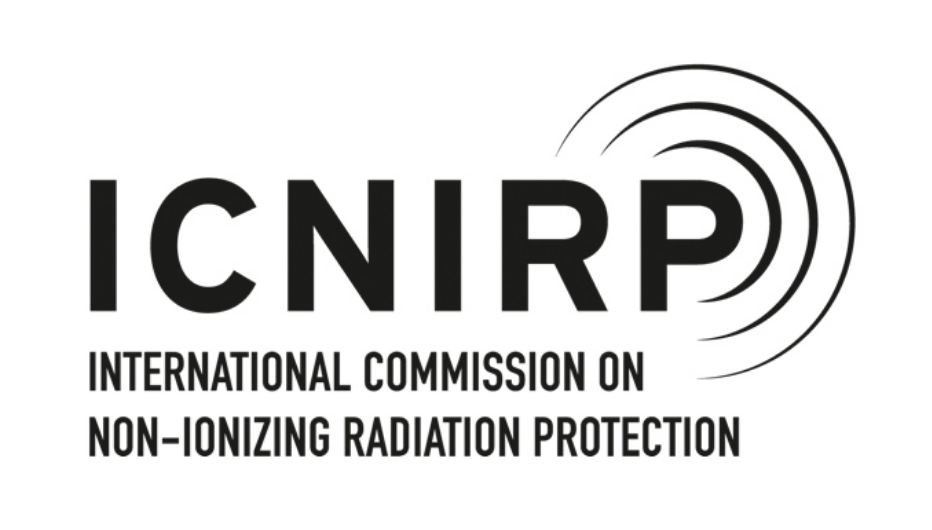 ICNIRP
INTERNATIONAL COMMISSION ON
NON-IONIZING RADIATION PROTECTION